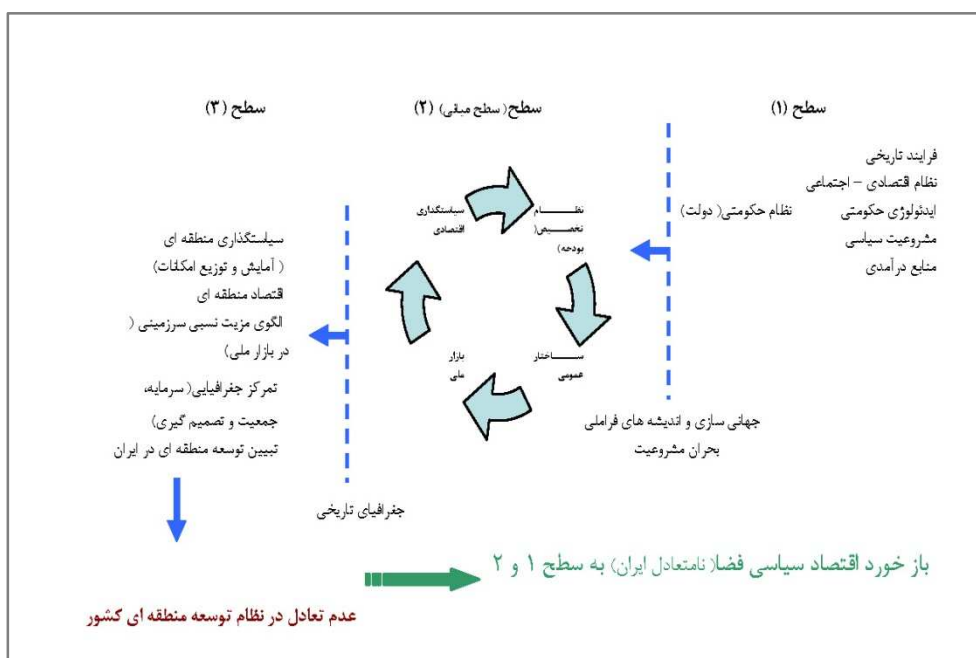 سطح (۱)
سطح( سطح میانی) (۲)
سطح (۳)
فرایند تاریخی
نظام اقتصادی – اجتماعی
ایدئولوژی حکومتی
نظام حکومتی( دولت)
مشروعیت سیاسی
منابع درآمدی
نظـــــــام
تخصـــیص(
بودجه)
سیاستگذاری
اقتصادی
ســـــاختار
عمومی
بازار
ملی
جهانی سازی و اندیشه های فراملی
بحران مشروعیت
سیاستگذاری منطقه ای
( آمایش و توزیع امکانات)
اقتصاد منطقه ای
الگوی مزیت نسبی سرزمینی (
در بازار ملی)
تمرکز جغرافیایی( سرمایه،
جمعیت و تصمیم گیری)
تبیین توسعه منطقه ای در ایران
جغرافیای تاریخی
باز خورد اقتصاد سیاسی فضا( نامتعادل ایران) به سطح ۱ و ۲
عدم تعادل در نظام توسعه منطقه ای کشور